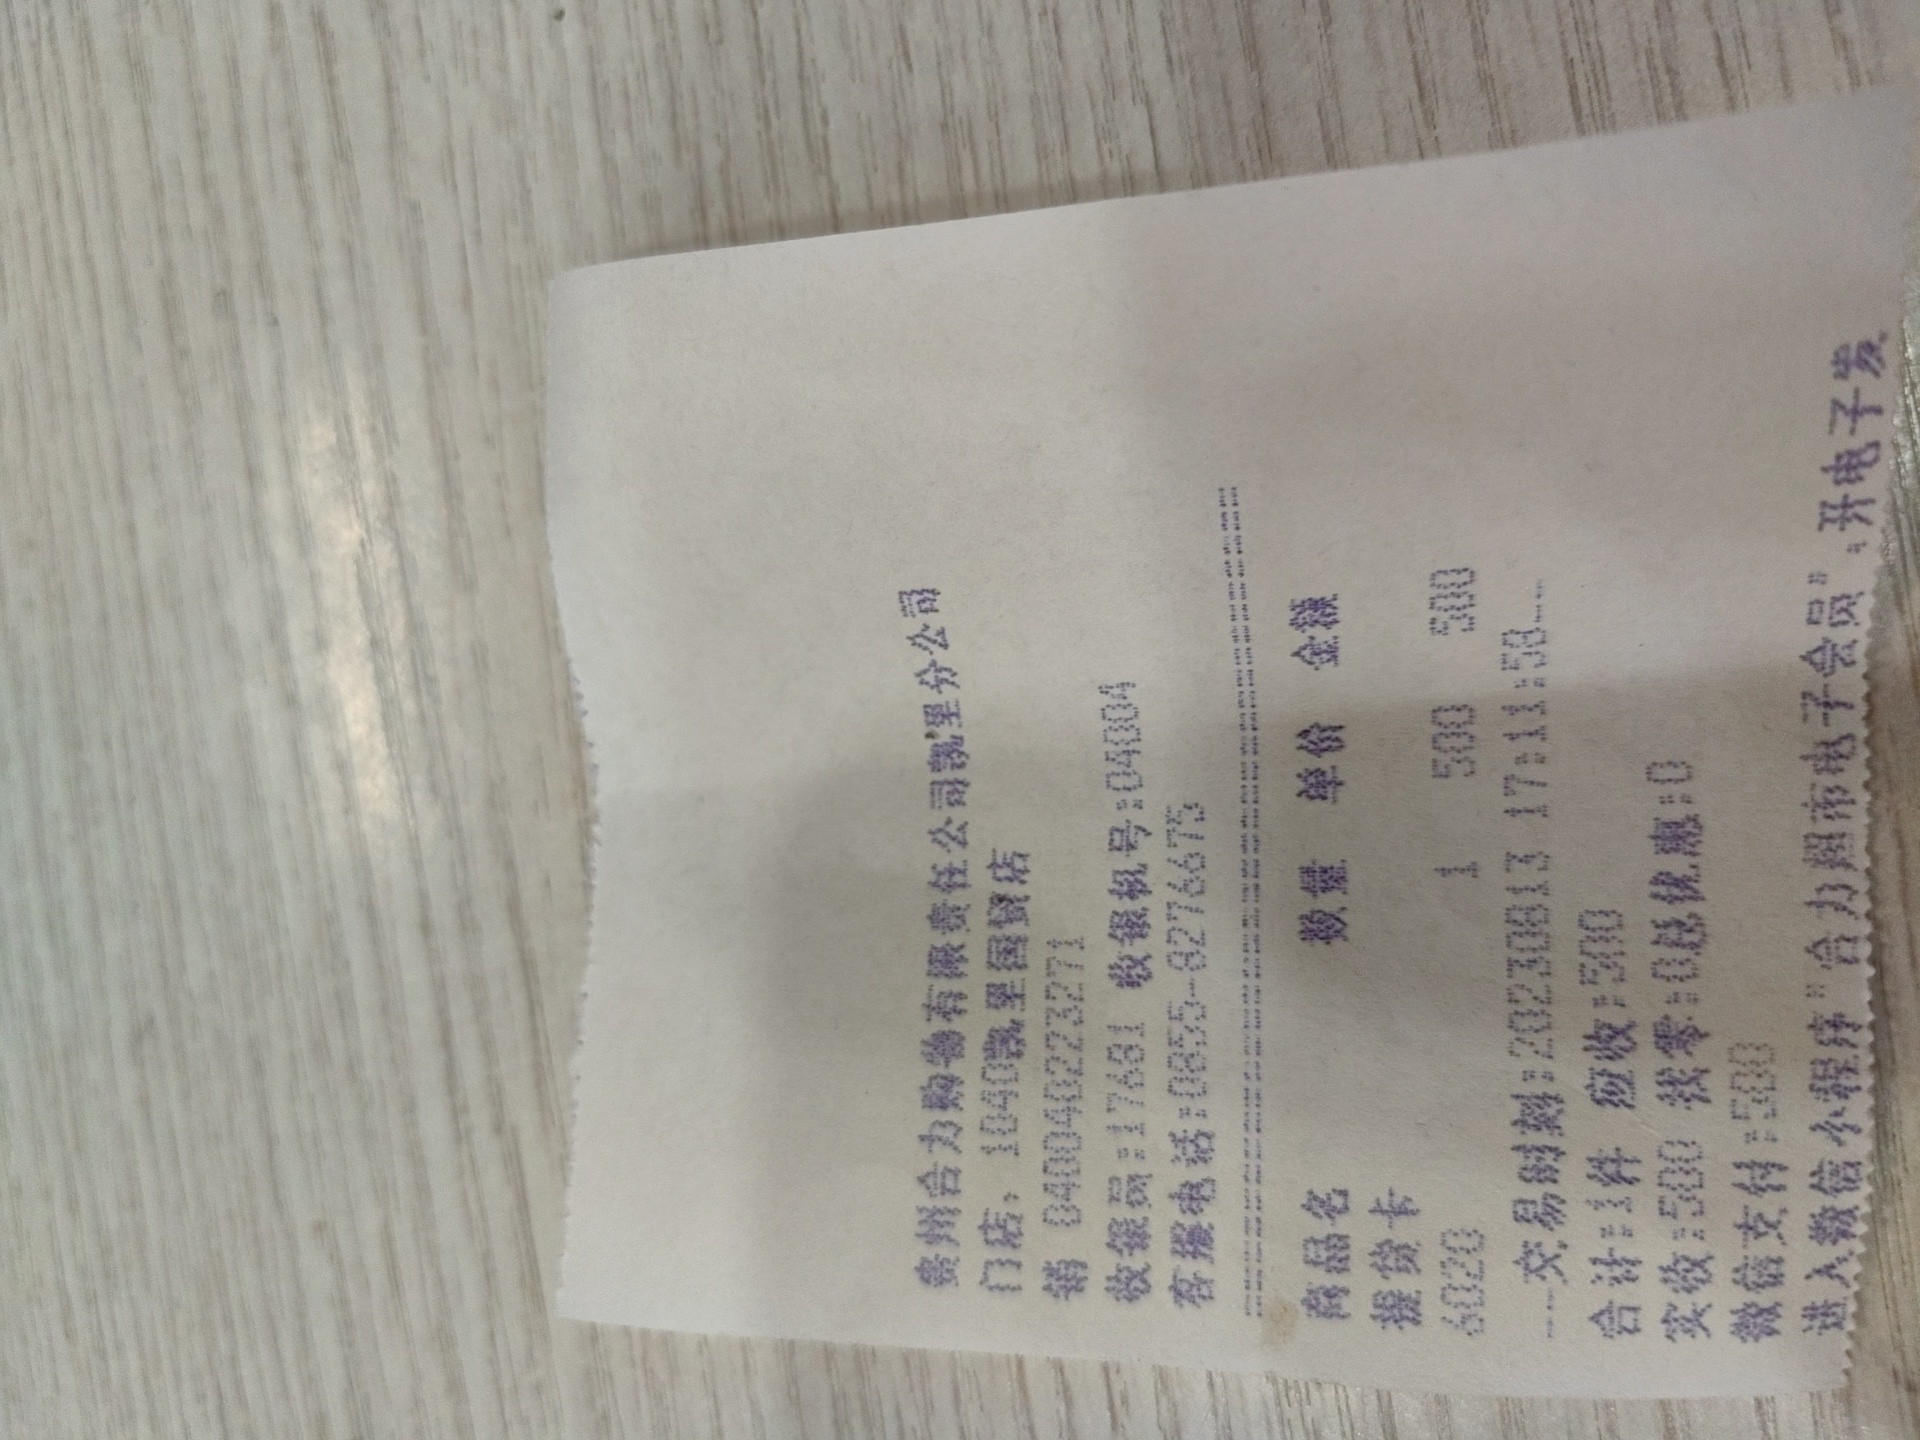 贵州合力购物有限责任公司凯里分公司
门店: 1040凯里国贸店
销 040040223271
收银员:17681 收银机号:04004
客服电话:0855-8276675
================================
商品名 数量 单价 金额
提货卡
6020 1 500 500
---交易时刻:20230813 17:11:58---
合计:1件 应收:500
实收:500 找零:0总优惠:0
微信支付:500
进入微信小程序"合力超市电子会员",开电子发